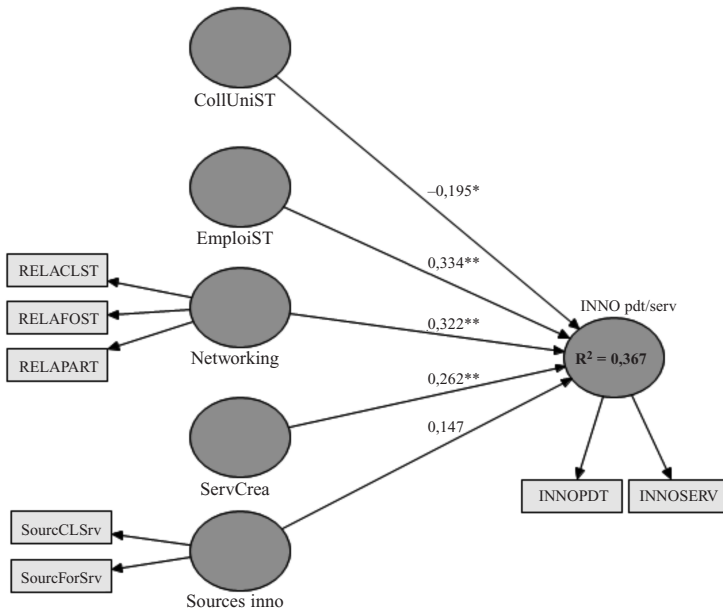 CollUniST
–0,195*
EmploiST
0,334**
RELACLST
RELAFOST
RELAPART
Networking
0,322**
INNO pdt/serv
R² = 0,367
0,262**
ServCrea
0,147
INNOPDT
INNOSERV
SourcCLSrv
SourcForSrv
Sources inno